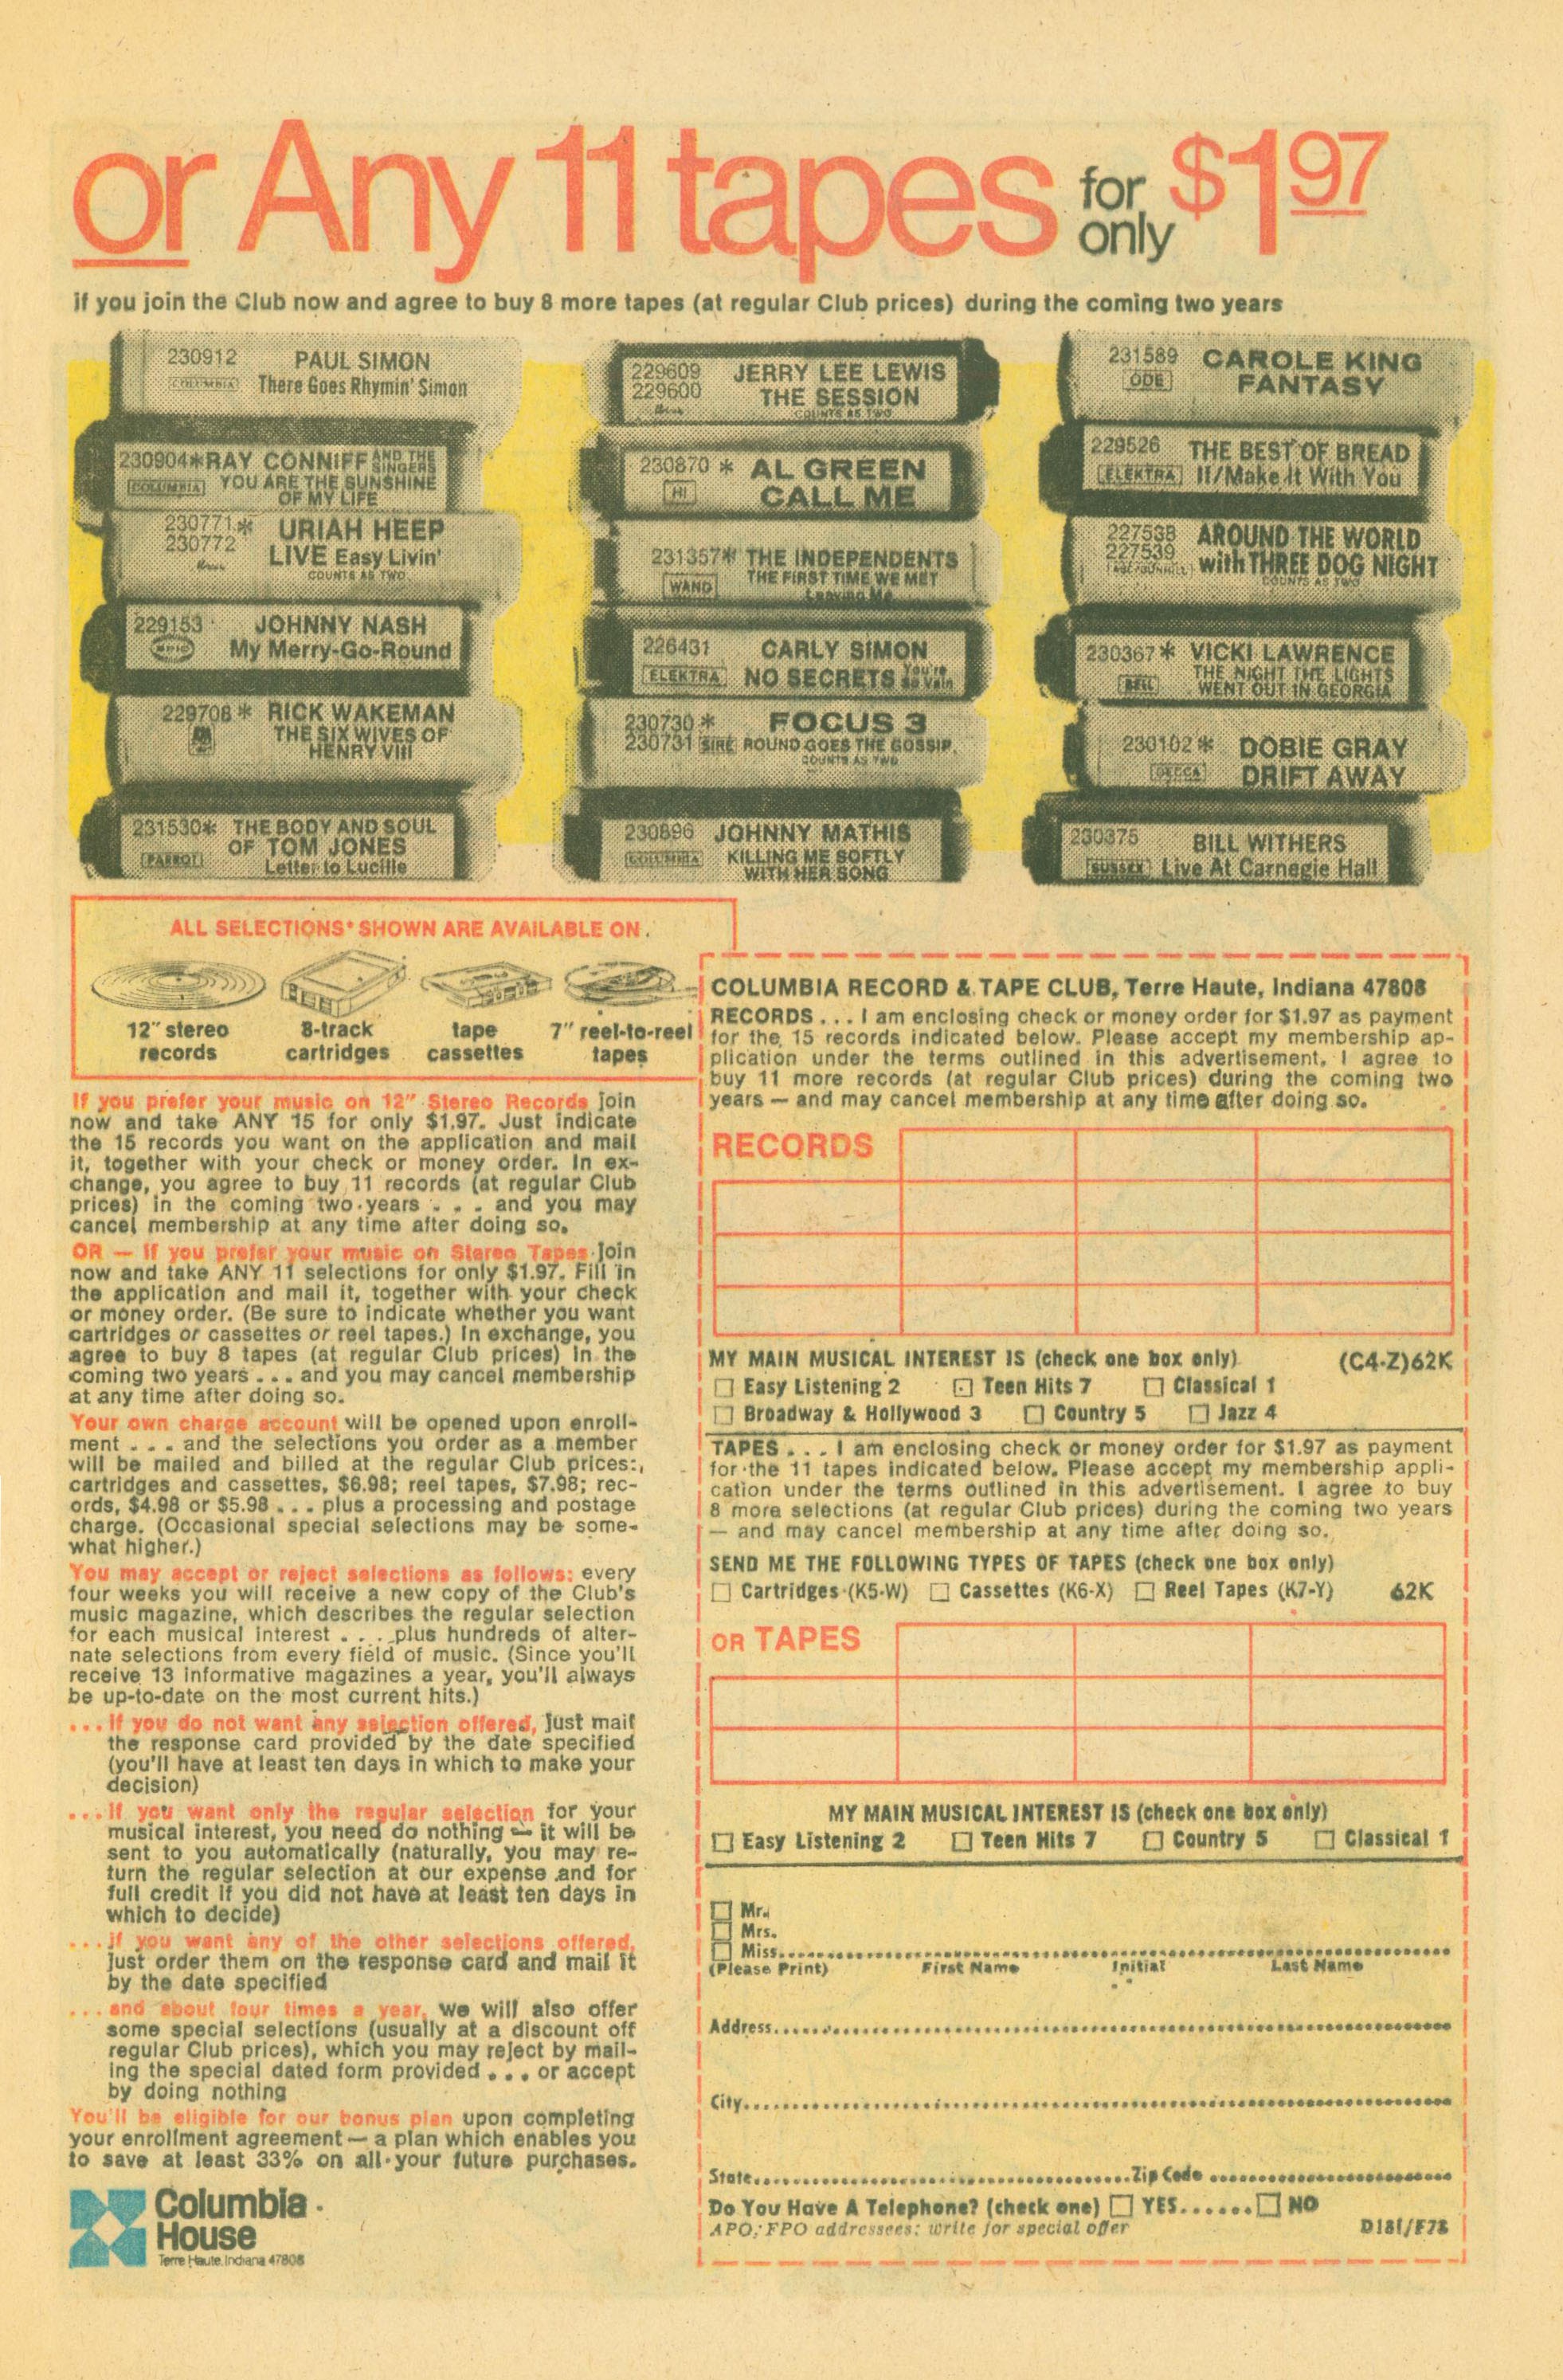 or Any 11 tapes for only $1.97
if you join the Club now and agree to buy 8 more tapes (at regular Club prices) during the coming two years
230912 PAUL SIMON
COLUMBIA There Goes Rhymin' Simon
230904* RAY CONNIFF AND THE SINGERS
COLUMBIA YOU ARE THE SUNSHINE
OF MY LIFE
230771*
230772 URIAH HEEP
LIVE Easy Livin'
COUNTS AS TWO
229153 JOHNNY NASH
EPIC My Merry-Go-Round
229706* RICK WAKEMAN
THE SIX WIVES OF
HENRY VIII
231530* THE BODY AND SOUL
PARROT OF TOM JONES
Letter to Lucille
229609
229600 JERRY LEE LEWIS
THE SESSION
COUNTS AS TWO
230870* AL GREEN
HI CALL ME
231357* THE INDEPENDENTS
WAND THE FIRST TIME WE MET
Leaving Me
226431 CARLY SIMON
ELEKTRA NO SECRETS You're So Vain
230730* FOCUS 3
230731 SIRE ROUND GOES THE GOSSIP.
COUNTS AS TWO
230896 JOHNNY MATHIS
COLUMBIA KILLING ME SOFTLY
WITH HER SONG
231589 CAROLE KING
ODE FANTASY
229526 THE BEST OF BREAD
ELEKTRA If/Make It With You
227538
227539 AROUND THE WORLD
with THREE DOG NIGHT
COUNTS AS TWO
230367* VICKI LAWRENCE
BELL THE NIGHT THE LIGHTS
WENT OUT IN GEORGIA
230102* DOBIE GRAY
DECCA DRIFT AWAY
230375 BILL WITHERS
SUSSEX Live At Carnegie Hall
ALL SELECTIONS* SHOWN ARE AVAILABLE ON
12" stereo records
8-track cartridges
tape cassettes
7" reel-to-reel tapes
If you prefer your music on 12" Stereo Records join
now and take ANY 15 for only $1.97. Just indicate
the 15 records you want on the application and mail
it, together with your check or money order. In ex-
change, you agree to buy 11 records (at regular Club
prices) in the coming two years . . . and you may
cancel membership at any time after doing so.
OR — if you prefer your music on Stereo Tapes join
now and take ANY 11 selections for only $1.97. Fill in
the application and mail it, together with your check
or money order. (Be sure to indicate whether you want
cartridges or cassettes or reel tapes.) In exchange, you
agree to buy 8 tapes (at regular Club prices) in the
coming two years . . . and you may cancel membership
at any time after doing so.
Your own charge account will be opened upon enroll-
ment . . . and the selections you order as a member
will be mailed and billed at the regular Club prices:,
cartridges and cassettes, $6.98; reel tapes, $7.98; rec-
ords, $4.98 or $5.98 . . . plus a processing and postage
charge. (Occasional special selections may be some-
what higher.)
You may accept or reject selections as follows: every
four weeks you will receive a new copy of the Club's
music magazine, which describes the regular selection
for each musical interest . . . plus hundreds of alter-
nate selections from every field of music. (Since you'll
receive 13 informative magazines a year, you'll always
be up-to-date on the most current hits.)
...if you do not want any selection offered, just mail
the response card provided by the date specified
(you'll have at least ten days in which to make your
decision)
...if you want only the regular selection for your
musical interest, you need do nothing — it will be
sent to you automatically (naturally, you may re-
turn the regular selection at our expense and for
full credit if you did not have at least ten days in
which to decide)
...if you want any of the other selections offered,
just order them on the response card and mail it
by the date specified
...and about four times a year, we will also offer
some special selections (usually at a discount off
regular Club prices), which you may reject by mail-
ing the special dated form provided . . . or accept
by doing nothing
You'll be eligible for our bonus plan upon completing
your enrollment agreement — a plan which enables you
to save at least 33% on all your future purchases.
Columbia
House
Terre Haute, Indiana 47808
COLUMBIA RECORD & TAPE CLUB, Terre Haute, Indiana 47808
RECORDS . . . I am enclosing check or money order for $1.97 as payment
for the 15 records indicated below. Please accept my membership ap-
plication under the terms outlined in this advertisement. I agree to
buy 11 more records (at regular Club prices) during the coming two
years — and may cancel membership at any time after doing so.
RECORDS
MY MAIN MUSICAL INTEREST IS (check one box only) (C4-Z)62K
Easy Listening 2 Teen Hits 7 Classical 1
Broadway & Hollywood 3 Country 5 Jazz 4
TAPES . . . I am enclosing check or money order for $1.97 as payment
for the 11 tapes indicated below. Please accept my membership appli-
cation under the terms outlined in this advertisement. I agree to buy
8 more selections (at regular Club prices) during the coming two years
— and may cancel membership at any time after doing so.
SEND ME THE FOLLOWING TYPES OF TAPES (check one box only)
Cartridges (K5-W) Cassettes (K6-X) Reel Tapes (K7-Y) 62K
OR TAPES
MY MAIN MUSICAL INTEREST IS (check one box only)
Easy Listening 2 Teen Hits 7 Country 5 Classical 1
Mr.
Mrs.
Miss
(Please Print) First Name Initial Last Name
Address
City
State Zip Code
Do You Have A Telephone? (check one) YES NO
APO, FPO addressees: write for special offer D181/F73